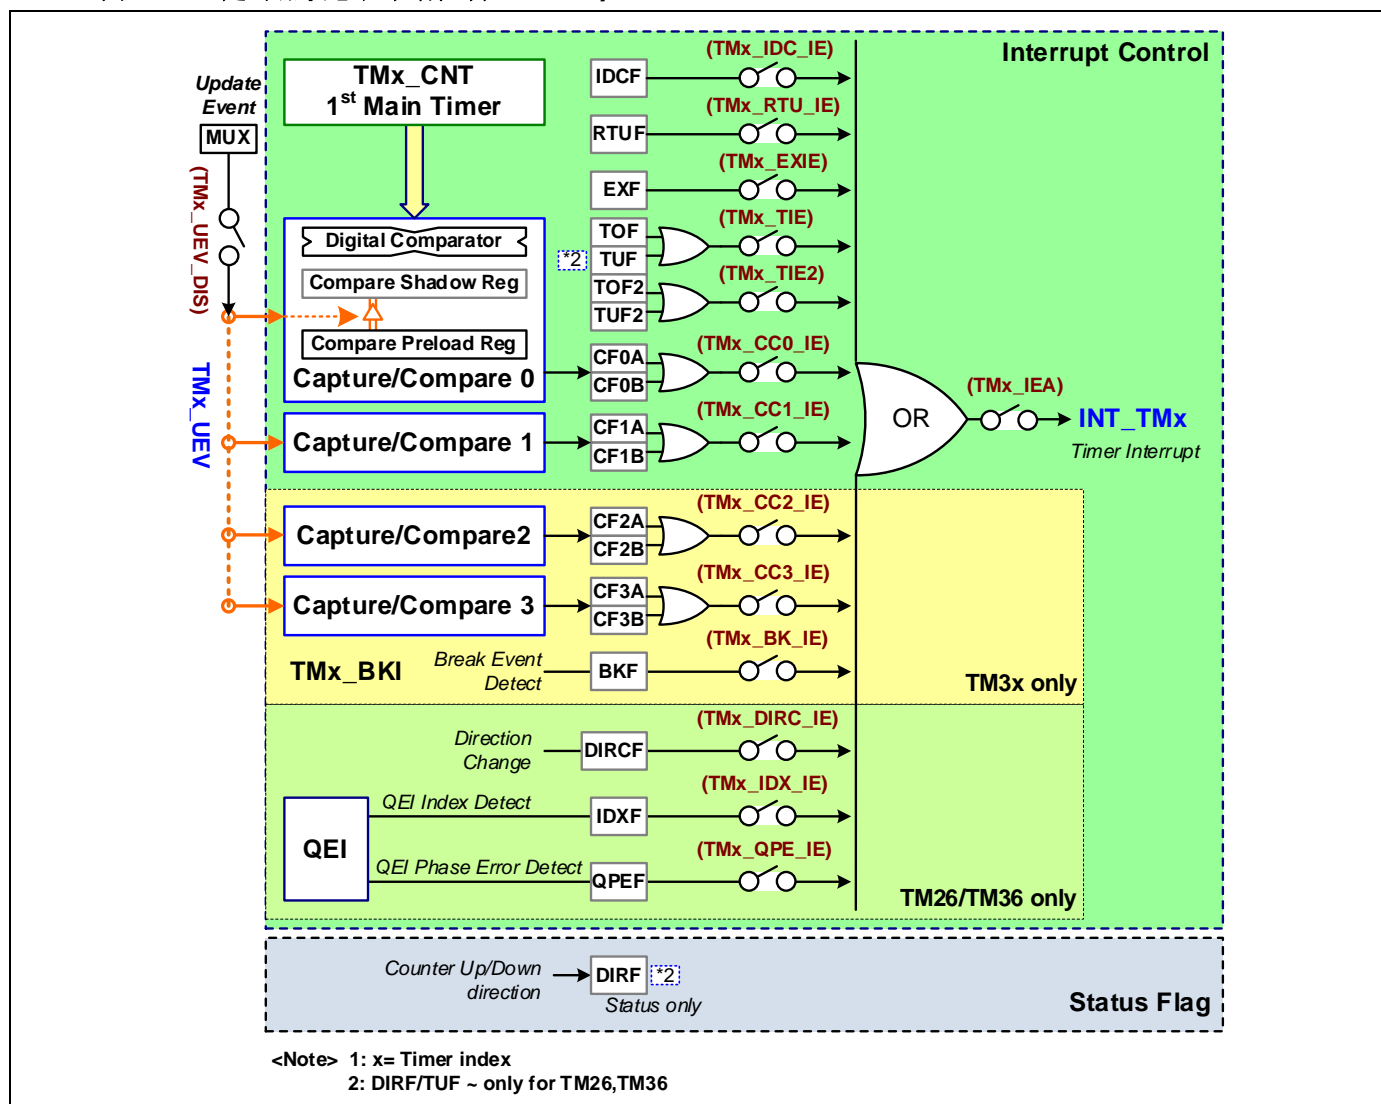 Interrupt Control
TMx_CNT
1st Main Timer
Update
Event
MUX
(TMx_UEV_DIS)
TMx_UEV
Digital Comparator
Compare Shadow Reg
Compare Preload Reg
Capture/Compare 0
Capture/Compare 1
Capture/Compare2
Capture/Compare 3
IDCF
(TMx_IDC_IE)
RTUF
(TMx_RTU_IE)
EXF
(TMx_EXIE)
TOF
TUF
*2
(TMx_TIE)
TOF2
TUF2
(TMx_TIE2)
CF0A
CF0B
(TMx_CC0_IE)
CF1A
CF1B
(TMx_CC1_IE)
OR
(TMx_IEA)
INT_TMx
Timer Interrupt
CF2A
CF2B
(TMx_CC2_IE)
CF3A
CF3B
(TMx_CC3_IE)
TMx_BKI
Break Event
Detect
BKF
(TMx_BK_IE)
TM3x only
Direction
Change
DIRCF
(TMx_DIRC_IE)
QEI
QEI Index Detect
IDXF
(TMx_IDX_IE)
QEI Phase Error Detect
QPEF
(TMx_QPE_IE)
TM26/TM36 only
Counter Up/Down
direction
DIRF
*2
Status only
Status Flag
<Note> 1: x= Timer index
2: DIRF/TUF ~ only for TM26,TM36